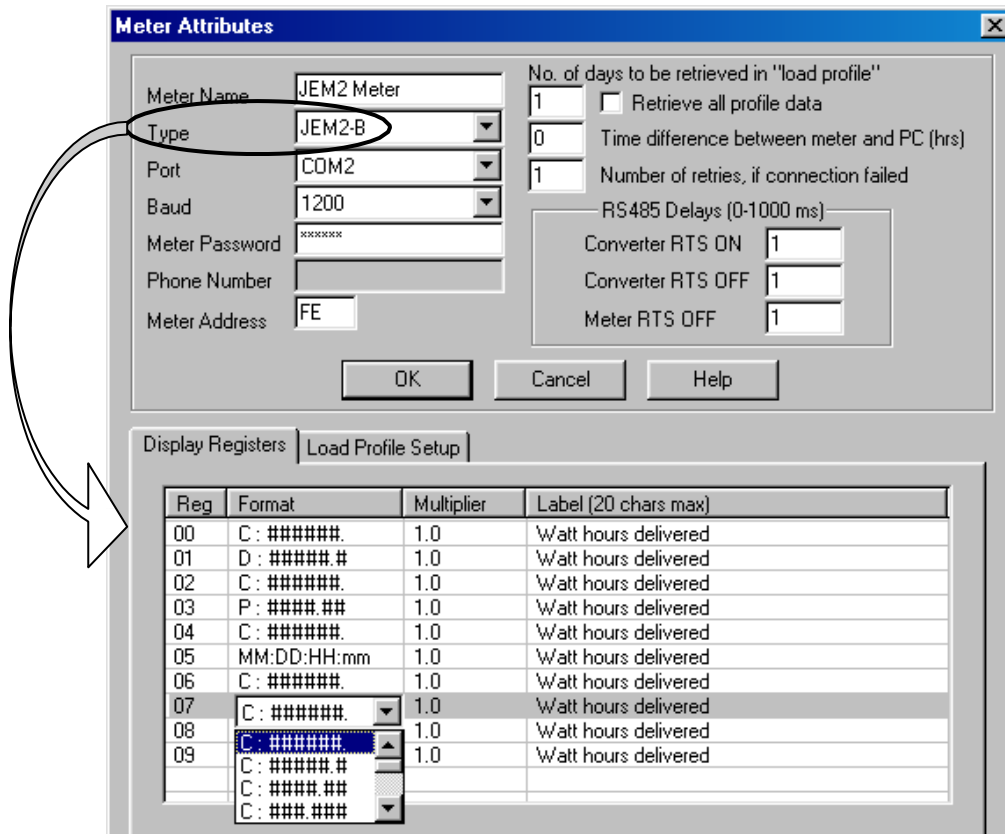 Meter Attributes
Meter Name JEM2 Meter
Type JEM2-B
Port COM2
Baud 1200
Meter Password ××××××
Phone Number
Meter Address FE
No. of days to be retrieved in "load profile"
1 Retrieve all profile data
0 Time difference between meter and PC (hrs)
1 Number of retries, if connection failed
RS485 Delays (0-1000 ms)
Converter RTS ON 1
Converter RTS OFF 1
Meter RTS OFF 1
OK Cancel Help
Display Registers Load Profile Setup
Reg Format Multiplier Label (20 chars max)
00 C : ######. 1.0 Watt hours delivered
01 D : #####.# 1.0 Watt hours delivered
02 C : ######. 1.0 Watt hours delivered
03 P : ####.## 1.0 Watt hours delivered
04 C : ######. 1.0 Watt hours delivered
05 MM:DD:HH:mm 1.0 Watt hours delivered
06 C : ######. 1.0 Watt hours delivered
07 C : ######. 1.0 Watt hours delivered
08 C : ######. 1.0 Watt hours delivered
09 C : #####.# 1.0 Watt hours delivered
C : ####.##
C : ###.###